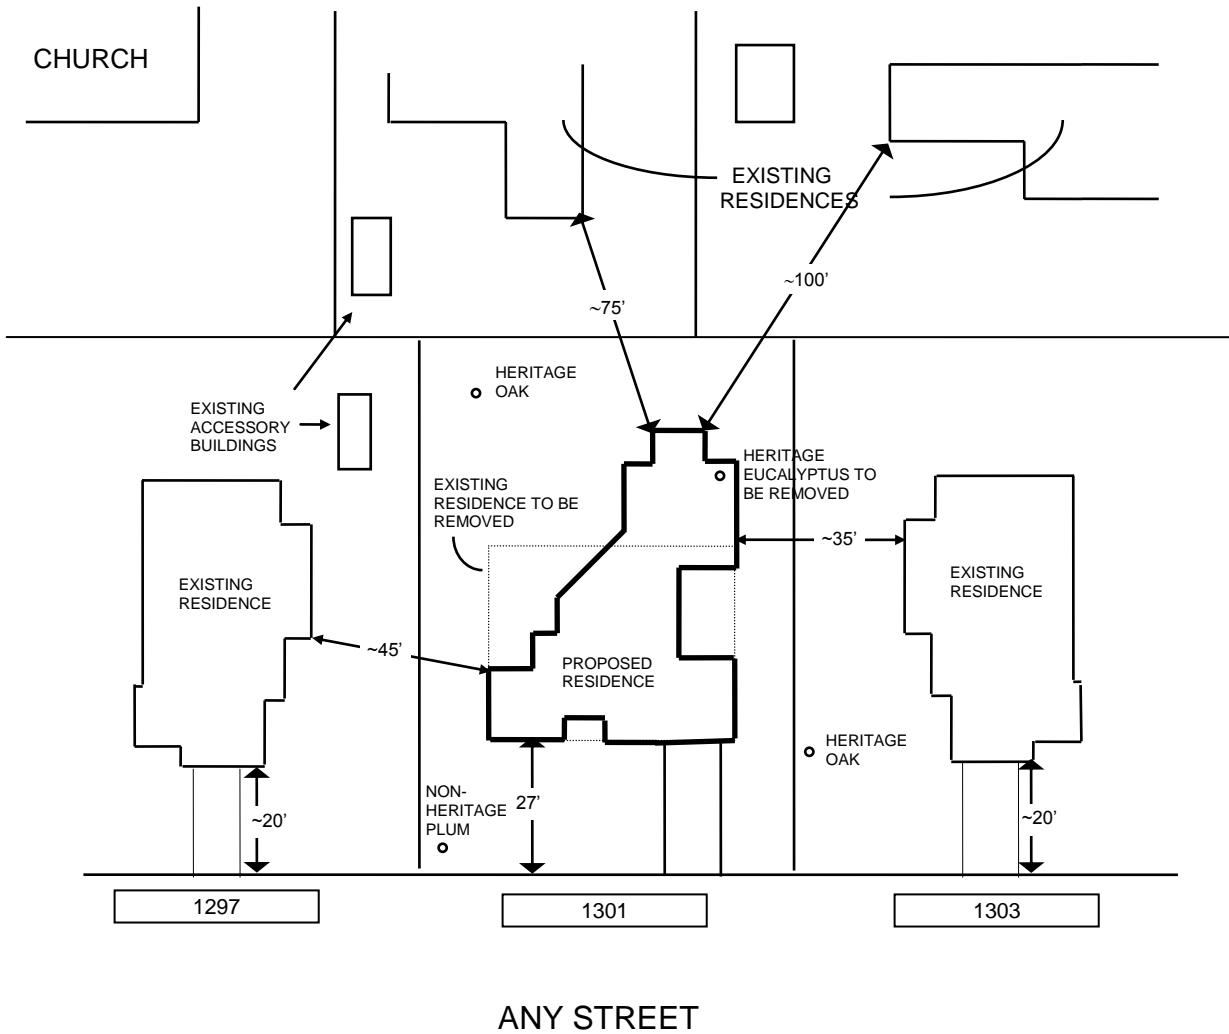 CHURCH
EXISTING
RESIDENCES
~100’
~75’
HERITAGE
OAK
EXISTING
ACCESSORY
BUILDINGS
HERITAGE
EUCALYPTUS TO
BE REMOVED
EXISTING
RESIDENCE TO BE
REMOVED
~35’
EXISTING
RESIDENCE
EXISTING
RESIDENCE
~45’
PROPOSED
RESIDENCE
HERITAGE
OAK
NON-
HERITAGE
PLUM
27’
~20’
~20’
1297
1301
1303
ANY STREET